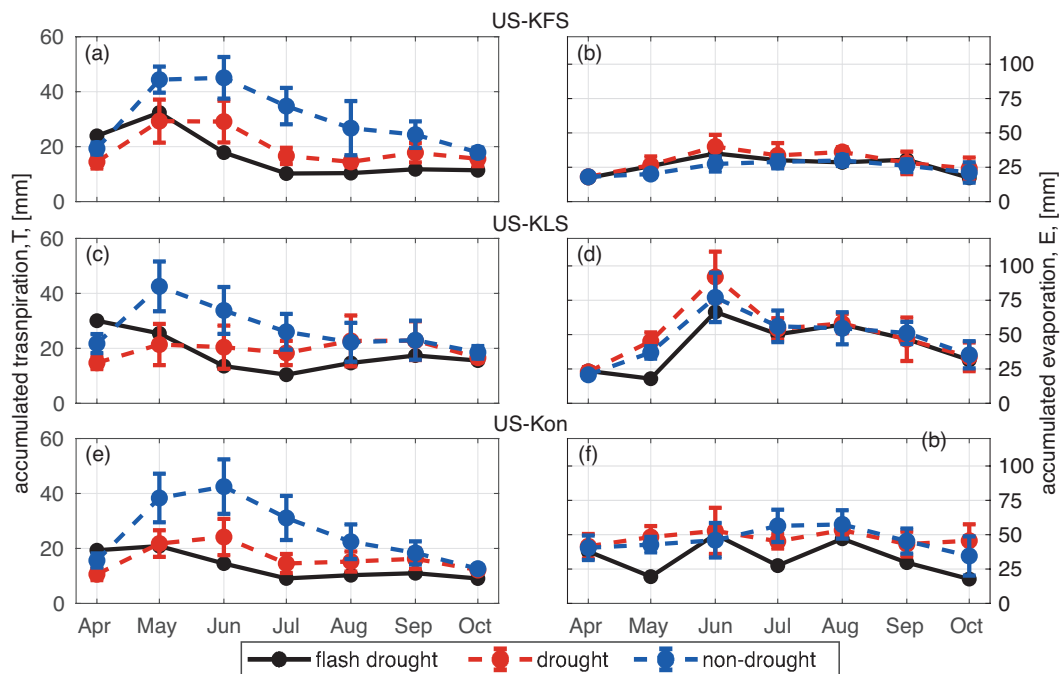 US-KFS
60
40
20
0
(a)
(b)
100
75
50
25
0
US-KLS
60
40
20
0
(c)
(d)
100
75
50
25
0
US-Kon
60
40
20
0
(e)
(f)
(b)
100
75
50
25
0
accumulated trasnpiration,T, [mm]
accumulated evaporation, E, [mm]
Apr May Jun Jul Aug Sep Oct
Apr May Jun Jul Aug Sep Oct
flash drought drought non-drought